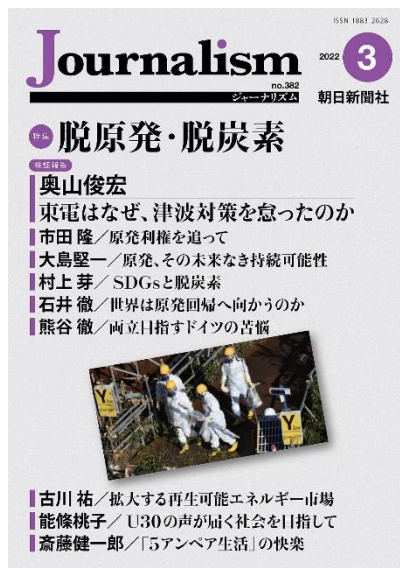 ISSN 1883 2628
Journalism
2022 3
no.382
ジャーナリズム
朝日新聞社
特集 脱原発・脱炭素
検証報告
奥山俊宏
東電はなぜ、津波対策を怠ったのか
市田 隆／原発利権を追って
大島堅一／原発、その未来なき持続可能性
村上 芽／SDGsと脱炭素
石井 徹／世界は原発回帰へ向かうのか
熊谷 徹／両立目指すドイツの苦悩
Y
Y
古川 祐／拡大する再生可能エネルギー市場
能條桃子／U30の声が届く社会を目指して
斎藤健一郎／「5アンペア生活」の快楽